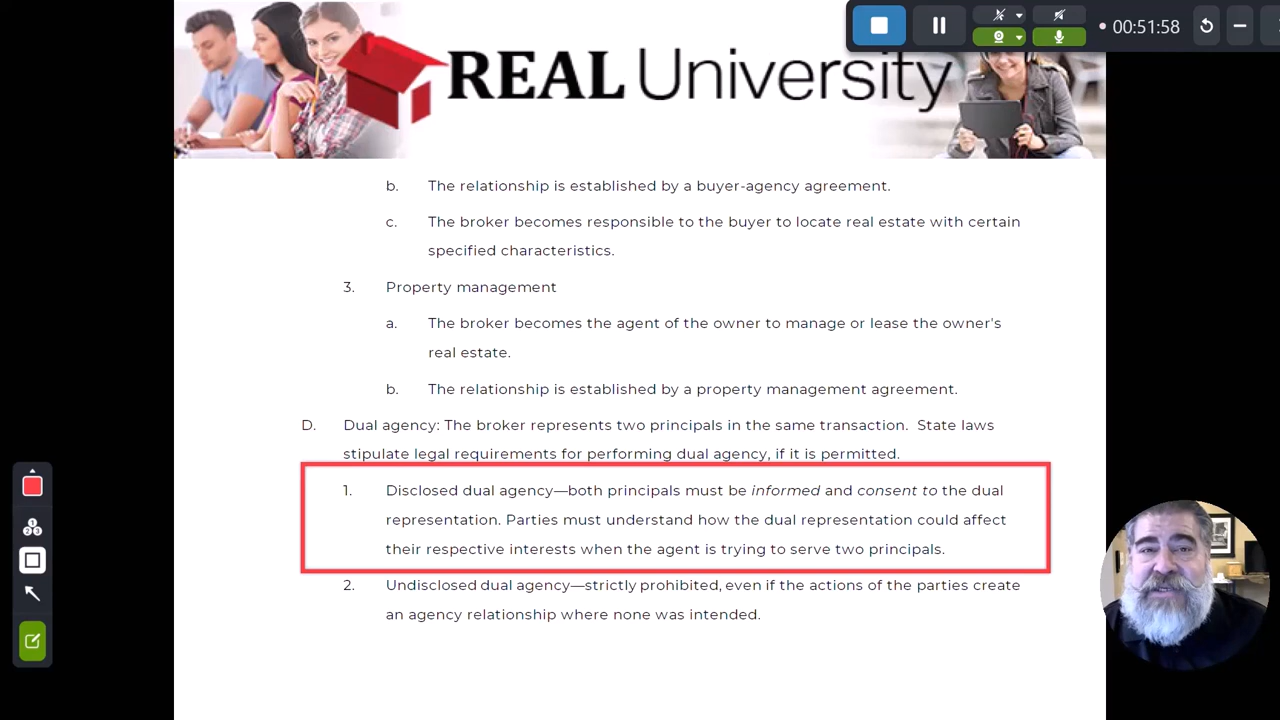 00:51:58
REAL University
b. The relationship is established by a buyer-agency agreement.
c. The broker becomes responsible to the buyer to locate real estate with certain
specified characteristics.
3. Property management
a. The broker becomes the agent of the owner to manage or lease the owner's
real estate.
b. The relationship is established by a property management agreement.
D. Dual agency: The broker represents two principals in the same transaction. State laws
stipulate legal requirements for performing dual agency, if it is permitted.
1. Disclosed dual agency—both principals must be informed and consent to the dual
representation. Parties must understand how the dual representation could affect
their respective interests when the agent is trying to serve two principals.
2. Undisclosed dual agency—strictly prohibited, even if the actions of the parties create
an agency relationship where none was intended.